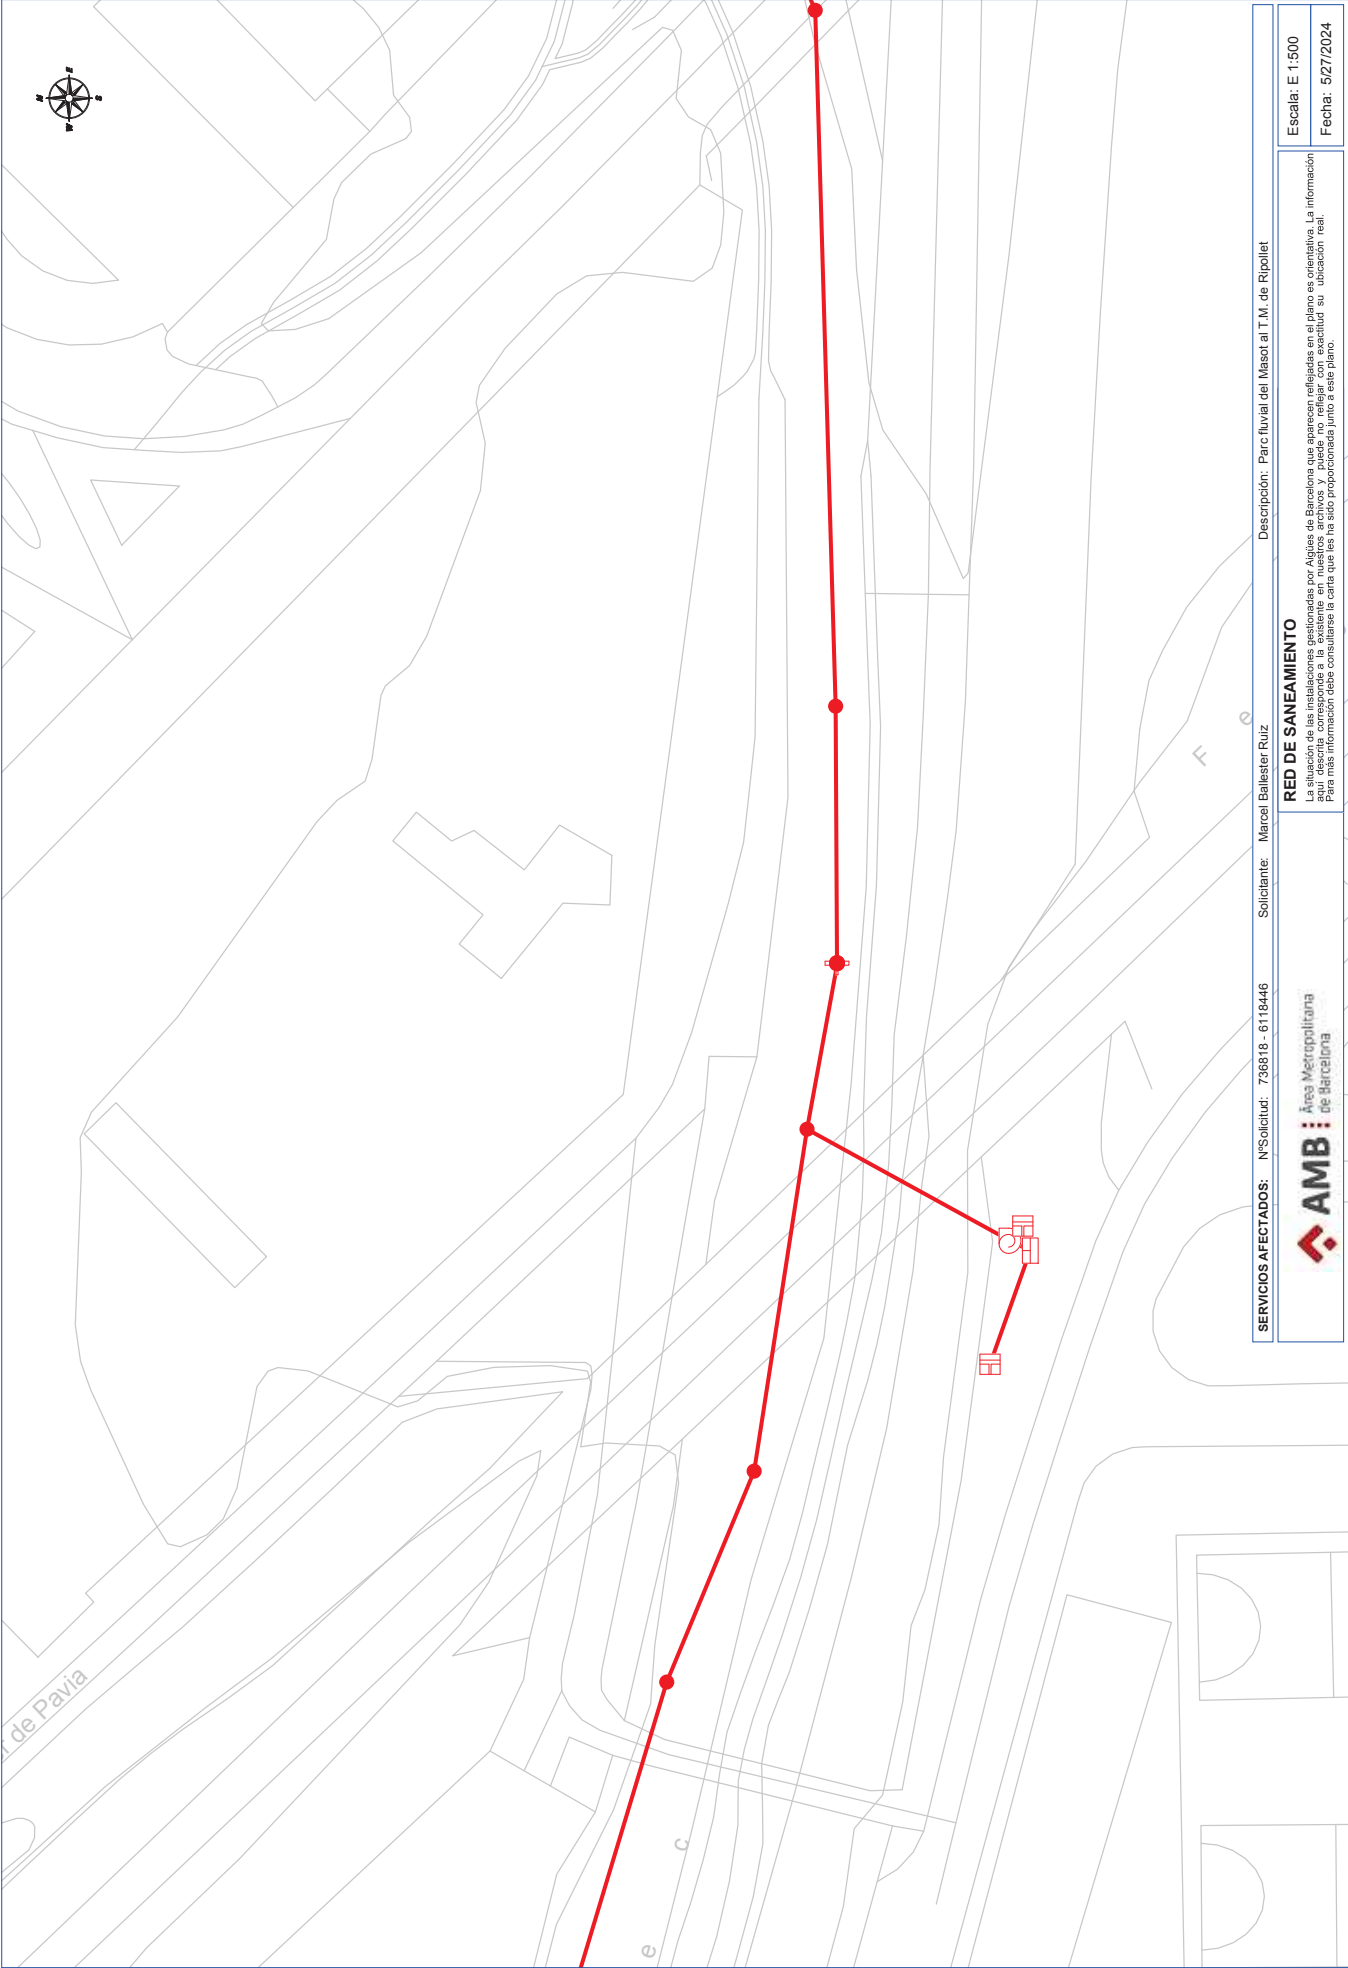 N
E
S
W
r de Pavia
e
c
F
e
SERVICIOS AFECTADOS: NºSolicitud: 736818 - 6118446 Solicitante: Marcel Ballester Ruiz Descripción: Parc fluvial del Masot al T.M. de Ripollet
AMB Àrea Metropolitana
de Barcelona
RED DE SANEAMIENTO
La situación de las instalaciones gestionadas por Aigües de Barcelona que aparecen reflejadas en el plano es orientativa. La información
aquí descrita corresponde a la existente en nuestros archivos y puede no reflejar con exactitud su ubicación real.
Para más información debe consultarse la carta que les ha sido proporcionada junto a este plano.
Escala: E 1:500
Fecha: 5/27/2024